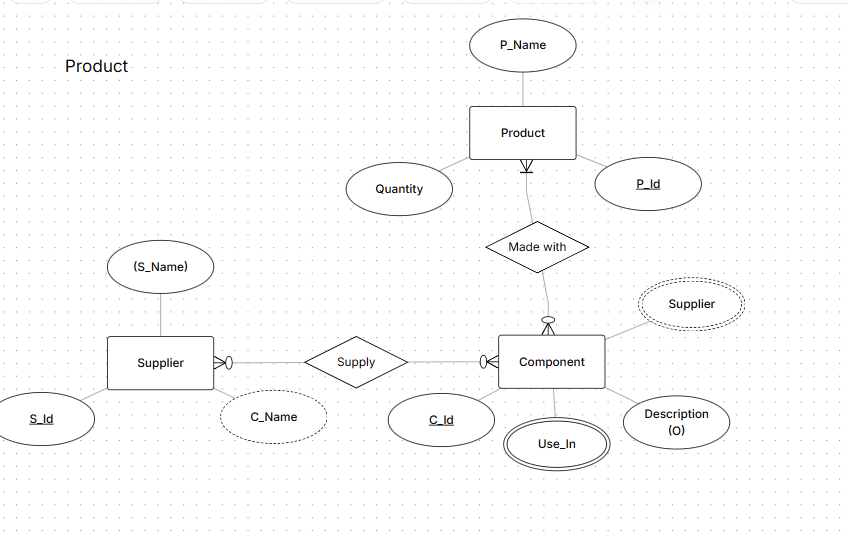 P_Name
Product
Product
Quantity
P_Id
Made with
(S_Name)
Supplier
Supplier
Supply
Component
S_Id
C_Name
C_Id
Description
(O)
Use_In